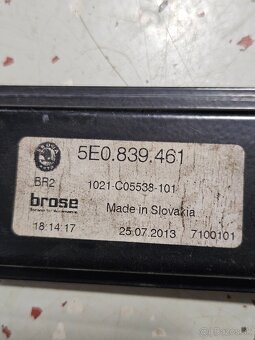 5E0.839.461
BR2
1021-C05538-101
brose
Made in Slovakia
18:14:17
25.07.2013
7100101